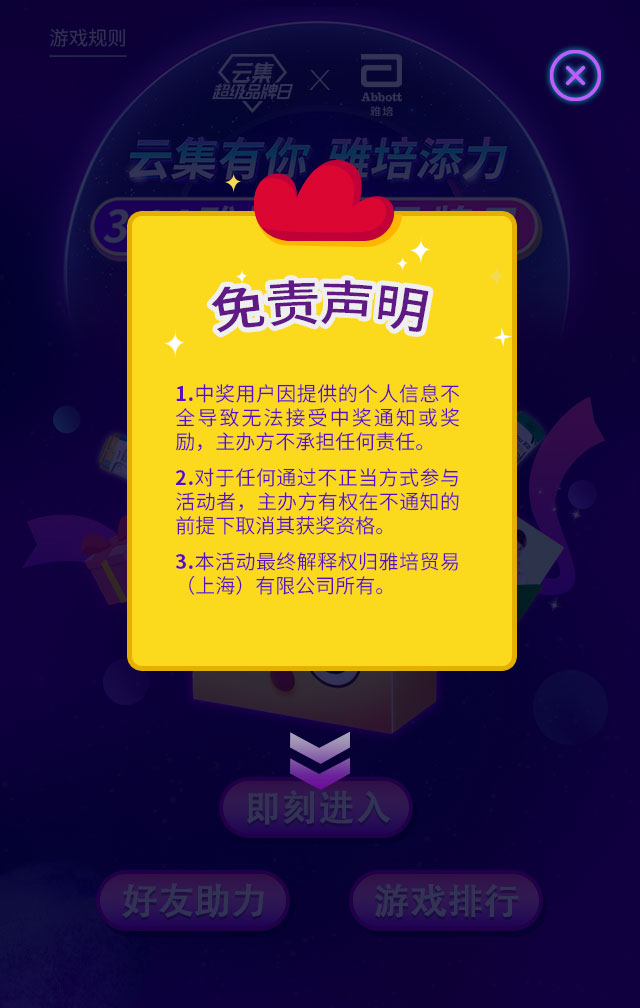 游戏规则
云集
超级品牌日
Abbott
雅培
云集有你 雅培添力
免责声明
1.中奖用户因提供的个人信息不
全导致无法接受中奖通知或奖
励，主办方不承担任何责任。
2.对于任何通过不正当方式参与
活动者，主办方有权在不通知的
前提下取消其获奖资格。
3.本活动最终解释权归雅培贸易
（上海）有限公司所有。
即刻进入
好友助力
游戏排行